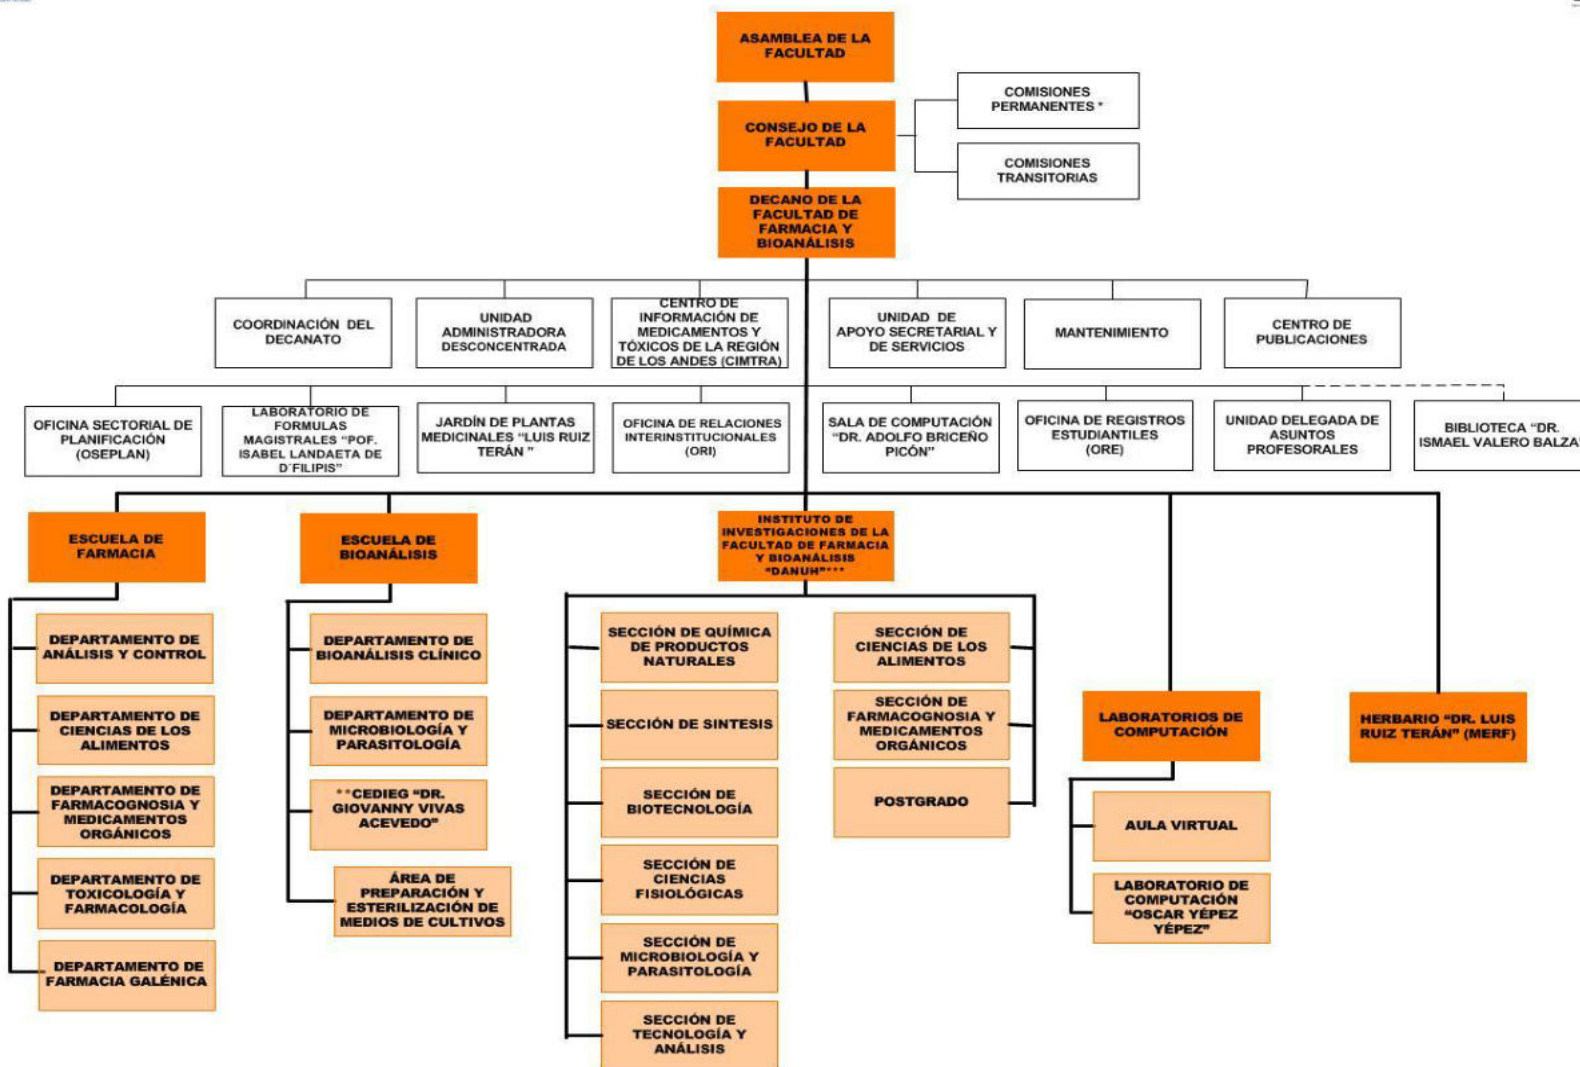 ASAMBLEA DE LA
FACULTAD
CONSEJO DE LA
FACULTAD
COMISIONES
PERMANENTES *
COMISIONES
TRANSITORIAS
DECANO DE LA
FACULTAD DE
FARMACIA Y
BIOANÁLISIS
COORDINACIÓN DEL
DECANATO
UNIDAD
ADMINISTRADORA
DESCONCENTRADA
CENTRO DE
INFORMACIÓN DE
MEDICAMENTOS Y
TÓXICOS DE LA REGIÓN
DE LOS ANDES (CIMTRA)
UNIDAD DE
APOYO SECRETARIAL Y
DE SERVICIOS
MANTENIMIENTO
CENTRO DE
PUBLICACIONES
OFICINA SECTORIAL DE
PLANIFICACIÓN
(OSEPLAN)
LABORATORIO DE
FORMULAS
MAGISTRALES “POF.
ISABEL LANDAETA DE
D´FILIPIS”
JARDÍN DE PLANTAS
MEDICINALES “LUIS RUIZ
TERÁN ”
OFICINA DE RELACIONES
INTERINSTITUCIONALES
(ORI)
SALA DE COMPUTACIÓN
“DR. ADOLFO BRICEÑO
PICÓN”
OFICINA DE REGISTROS
ESTUDIANTILES
(ORE)
UNIDAD DELEGADA DE
ASUNTOS
PROFESORALES
BIBLIOTECA “DR.
ISMAEL VALERO BALZA”
ESCUELA DE
FARMACIA
ESCUELA DE
BIOANÁLISIS
INSTITUTO DE
INVESTIGACIONES DE LA
FACULTAD DE FARMACIA
Y BIOANÁLISIS
“DANUH”***
DEPARTAMENTO DE
ANÁLISIS Y CONTROL
DEPARTAMENTO DE
CIENCIAS DE LOS
ALIMENTOS
DEPARTAMENTO DE
FARMACOGNOSIA Y
MEDICAMENTOS
ORGÁNICOS
DEPARTAMENTO DE
TOXICOLOGÍA Y
FARMACOLOGÍA
DEPARTAMENTO DE
FARMACIA GALÉNICA
DEPARTAMENTO DE
BIOANÁLISIS CLÍNICO
DEPARTAMENTO DE
MICROBIOLOGÍA Y
PARASITOLOGÍA
**CEDIEG “DR.
GIOVANNY VIVAS
ACEVEDO”
ÁREA DE
PREPARACIÓN Y
ESTERILIZACIÓN DE
MEDIOS DE CULTIVOS
SECCIÓN DE QUÍMICA
DE PRODUCTOS
NATURALES
SECCIÓN DE SINTESIS
SECCIÓN DE
BIOTECNOLOGÍA
SECCIÓN DE
CIENCIAS
FISIOLÓGICAS
SECCIÓN DE
MICROBIOLOGÍA Y
PARASITOLOGÍA
SECCIÓN DE
TECNOLOGÍA Y
ANÁLISIS
SECCIÓN DE
CIENCIAS DE LOS
ALIMENTOS
SECCIÓN DE
FARMACOGNOSIA Y
MEDICAMENTOS
ORGÁNICOS
POSTGRADO
LABORATORIOS DE
COMPUTACIÓN
AULA VIRTUAL
LABORATORIO DE
COMPUTACIÓN
“OSCAR YÉPEZ
YÉPEZ”
HERBARIO “DR. LUIS
RUIZ TERÁN” (MERF)